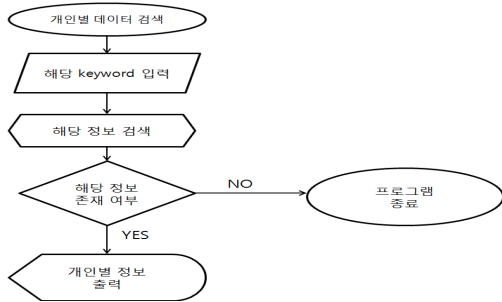 개인별 데이터 검색
해당 keyword 입력
해당 정보 검색
해당 정보
존재 여부
NO
프로그램
종료
YES
개인별 정보
출력